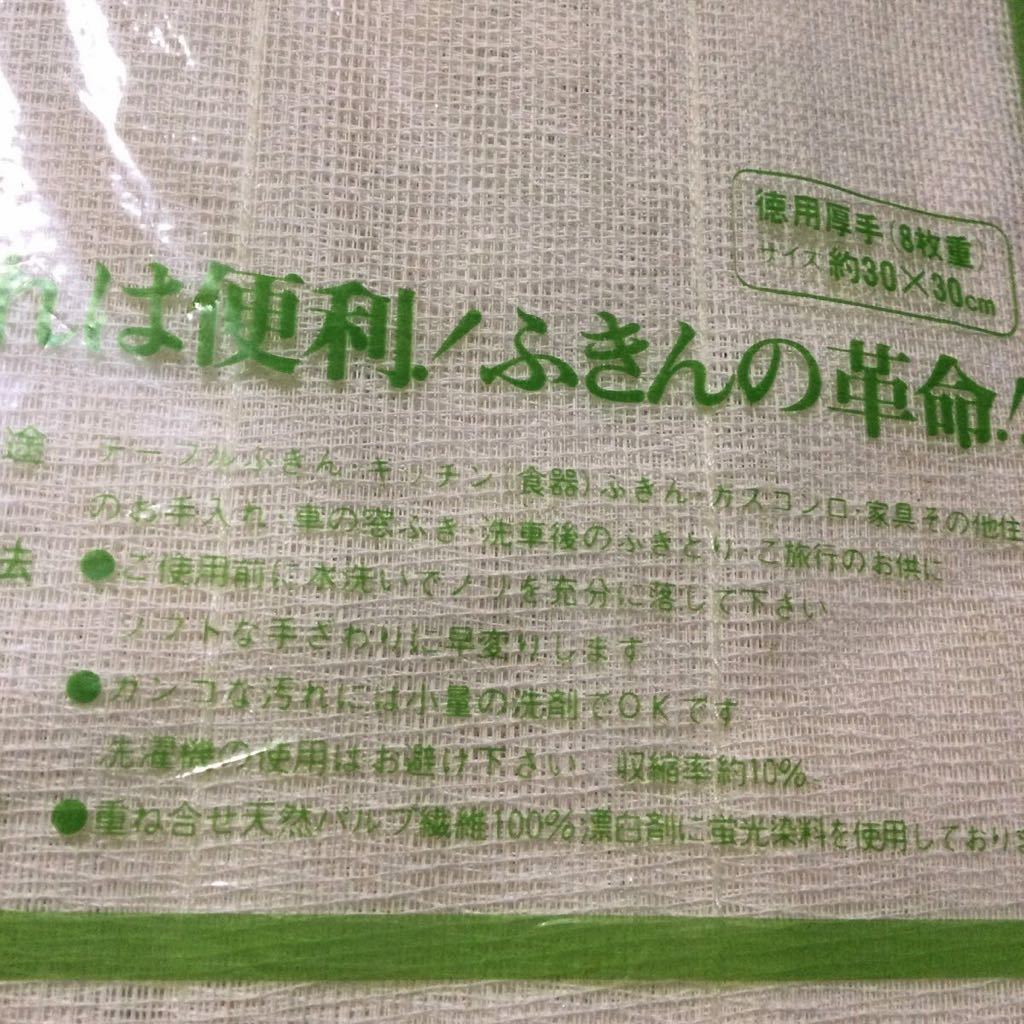 徳用厚手(8枚重)
サイズ 約30×30cm
れは便利!ふきんの革命!
途 テーブルふきん・キッチン(食器)ふきん・ガスコンロ・家具その他住
のお手入れ・車の窓ふき・洗車後のふきとり・ご旅行のお供に
●ご使用前に水洗いでノリを充分に落して下さい
ソフトな手ざわりに早変りします
●ガンコな汚れには小量の洗剤でOKです
洗濯機の使用はお避け下さい 収縮率約10%
●重ね合せ天然パルプ繊維100%漂白剤に蛍光染料を使用しており